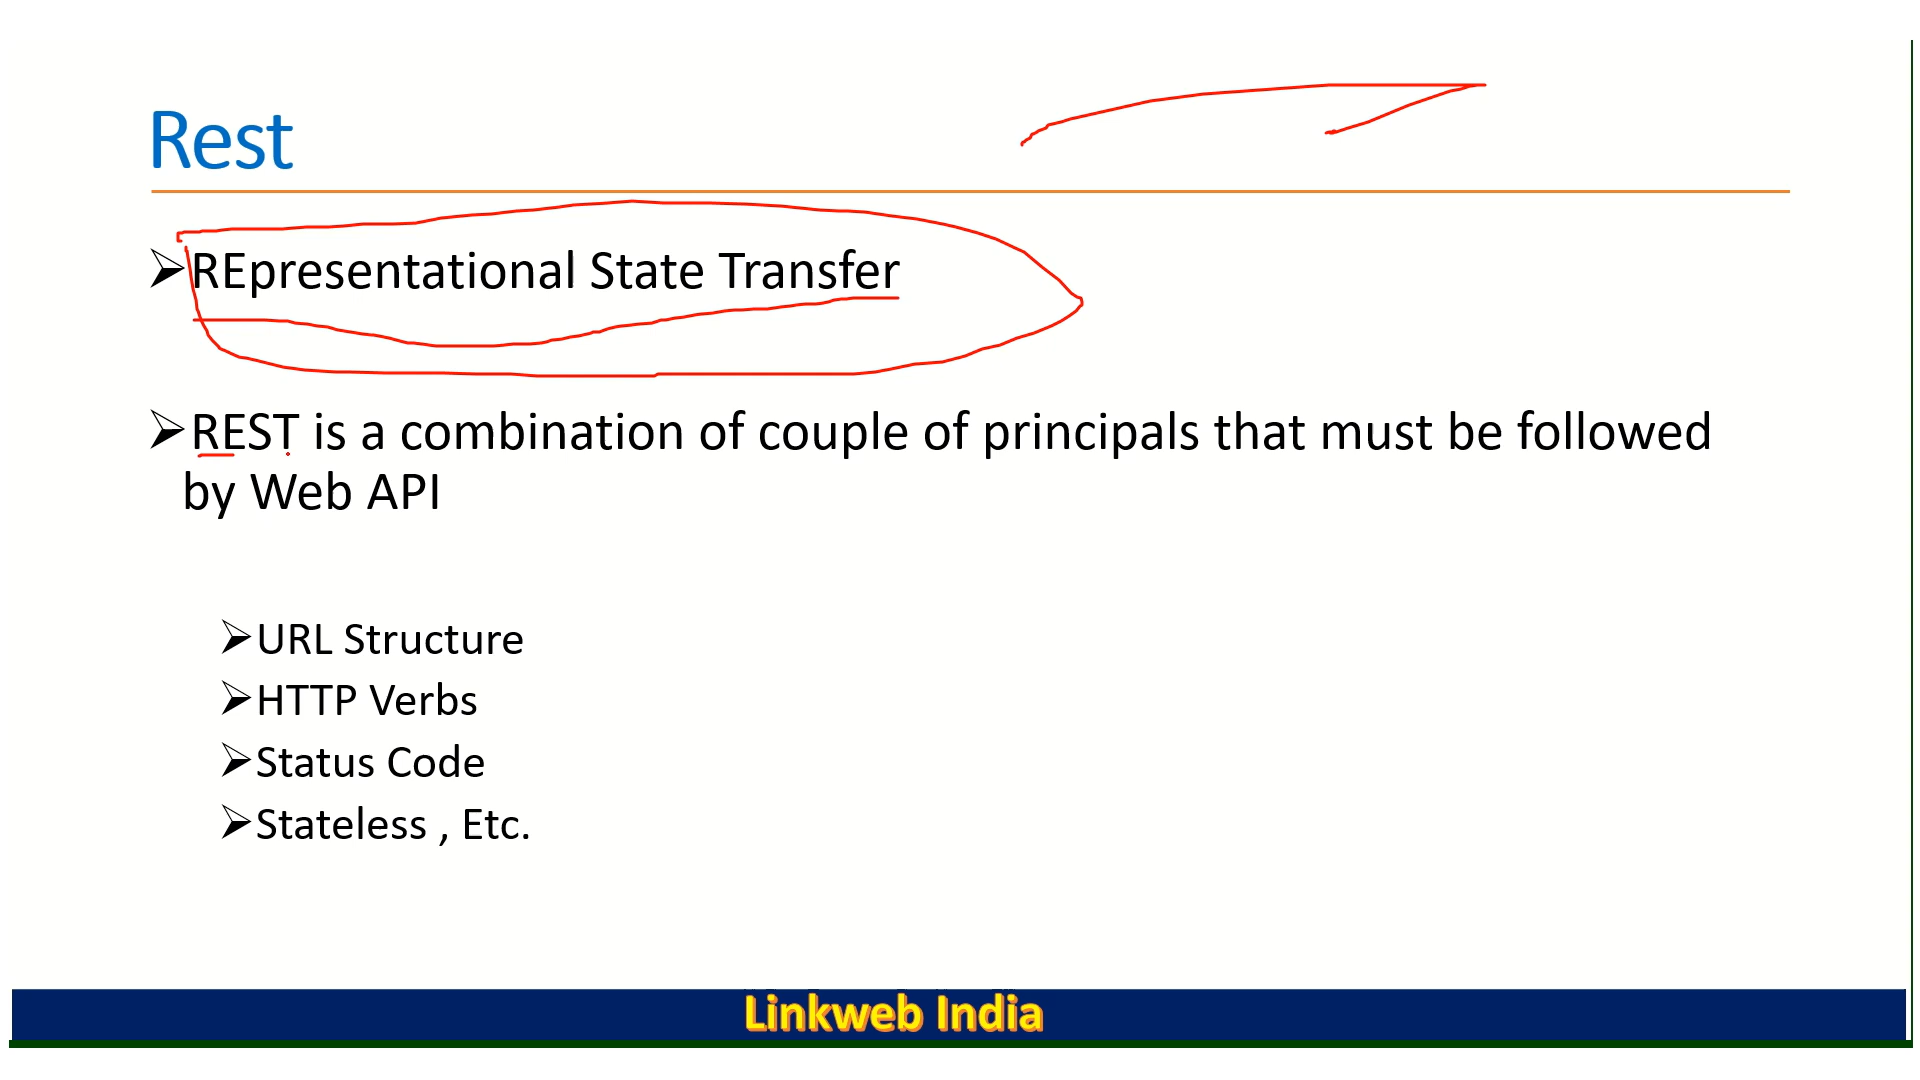 Rest
REpresentational State Transfer
REST is a combination of couple of principals that must be followed
by Web API
URL Structure
HTTP Verbs
Status Code
Stateless , Etc.
Linkweb India